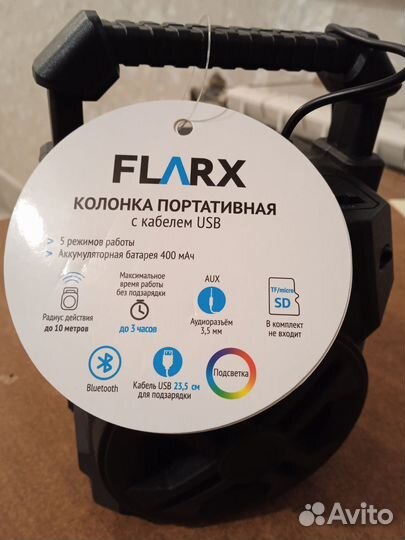 FLARX
КОЛОНКА ПОРТАТИВНАЯ
с кабелем USB
5 режимов работы
Аккумуляторная батарея 400 мАч
Радиус действия
до 10 метров
Максимальное
время работы
без подзарядки
до 3 часов
AUX
Аудиоразъём
3,5 мм
TF/micro
SD
В комплект
не входит
Bluetooth
Кабель USB 23,5 см
для подзарядки
Подсветка
Avito